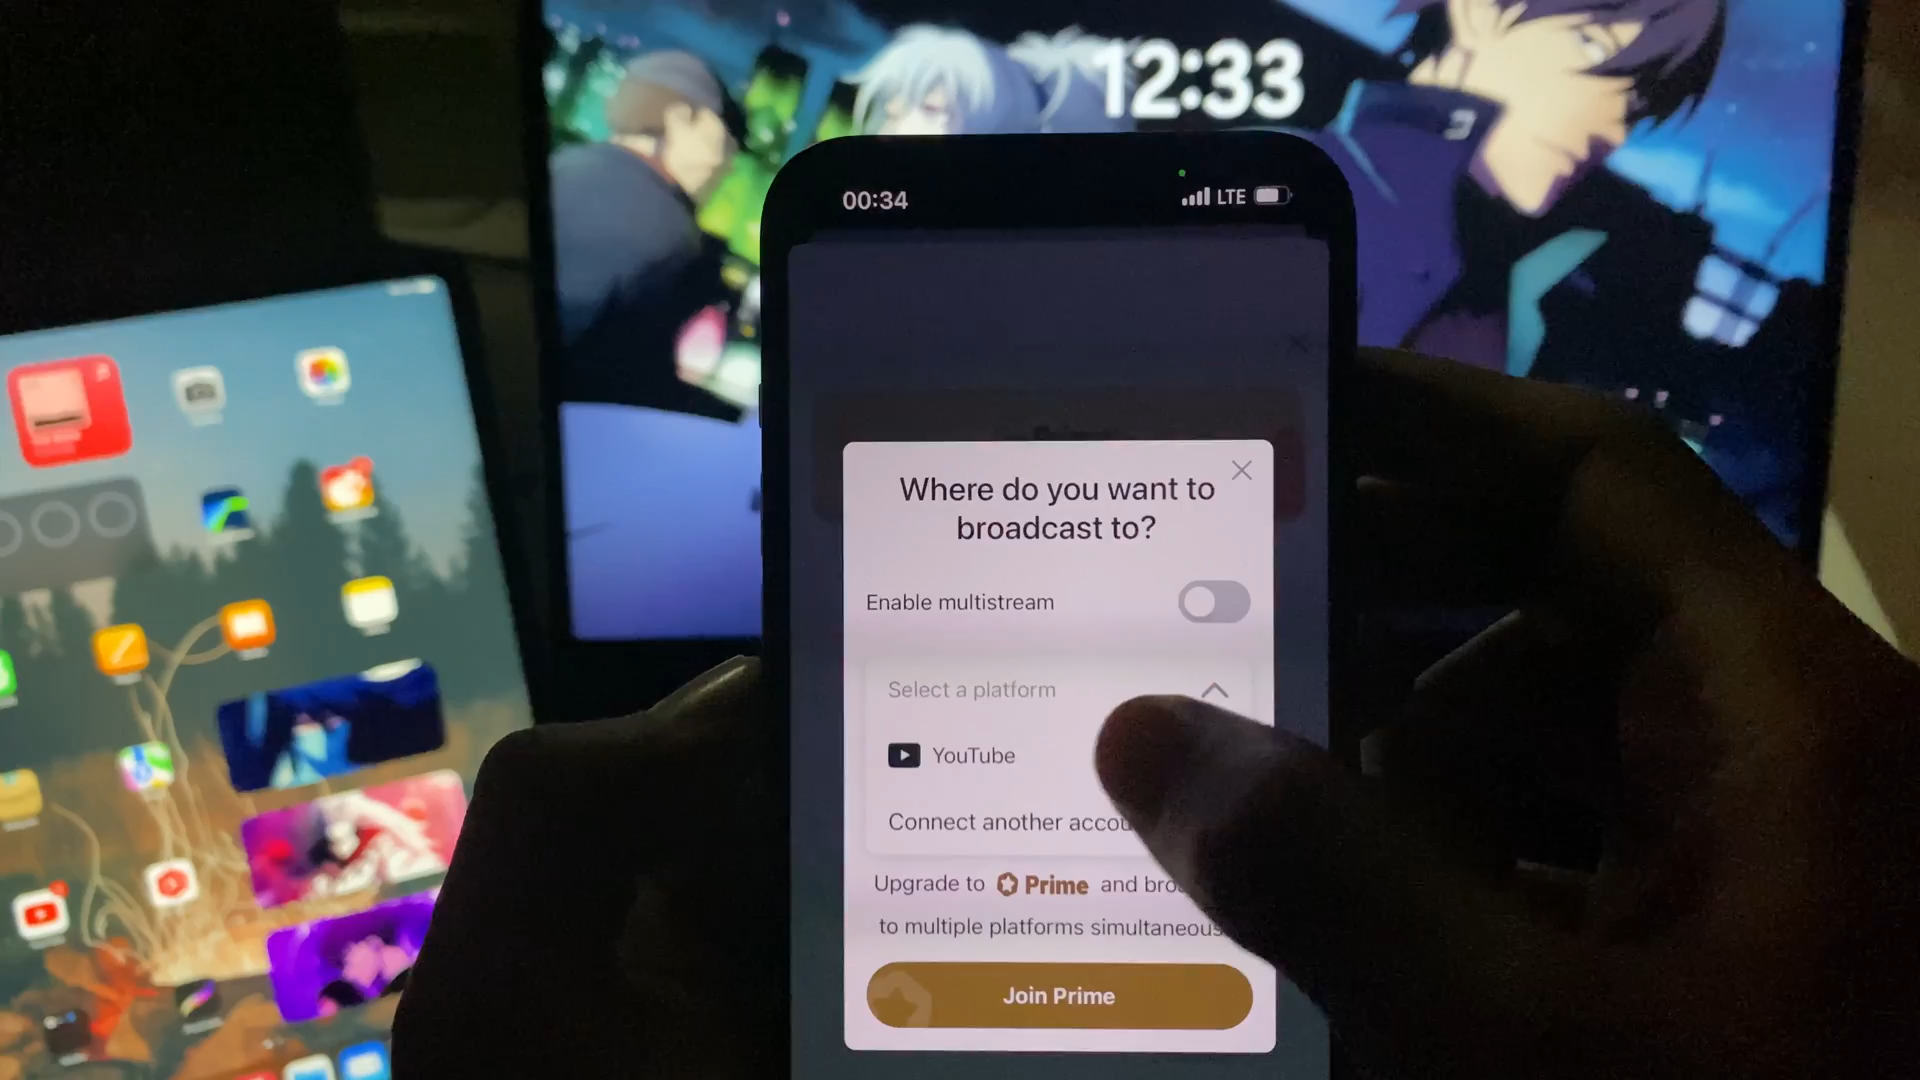 12:33
00:34
LTE
Where do you want to
broadcast to?
Enable multistream
Select a platform
YouTube
Connect another accou
Upgrade to Prime and bro
to multiple platforms simultaneous
Join Prime